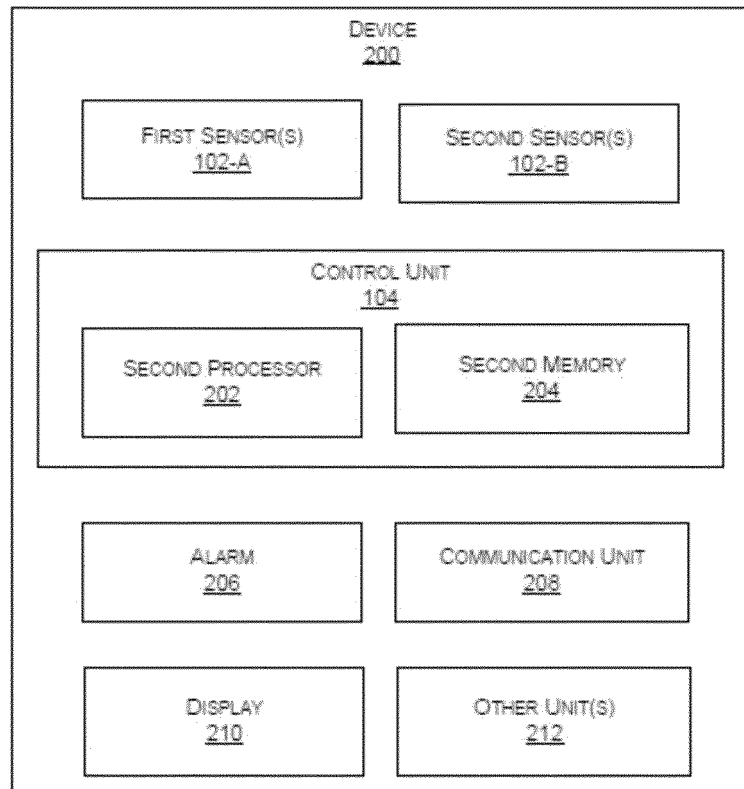 DEVICE
200
FIRST SENSOR(S)
102-A
SECOND SENSOR(S)
102-B
CONTROL UNIT
104
SECOND PROCESSOR
202
SECOND MEMORY
204
ALARM
206
COMMUNICATION UNIT
208
DISPLAY
210
OTHER UNIT(S)
212